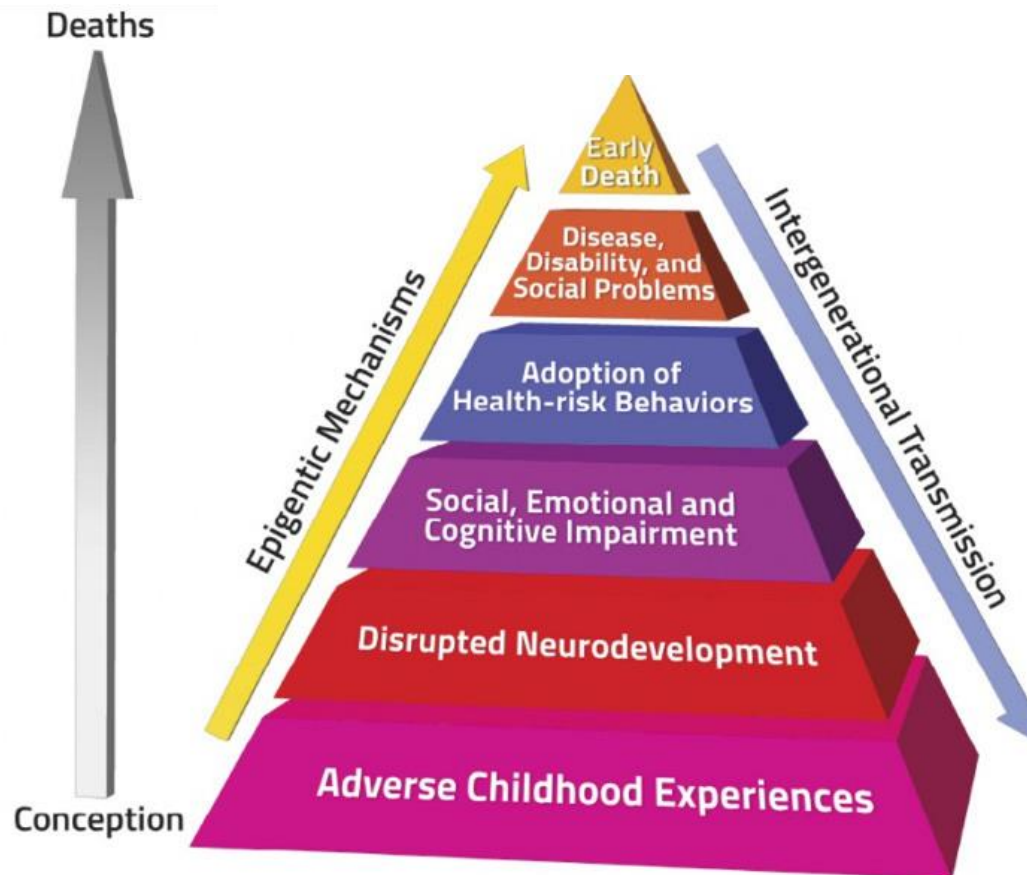 Deaths
Early
Death
Disease,
Disability, and
Social Problems
Adoption of
Health-risk Behaviors
Social, Emotional and
Cognitive Impairment
Disrupted Neurodevelopment
Adverse Childhood Experiences
Conception
Epigentic Mechanisms
Intergenerational Transmission